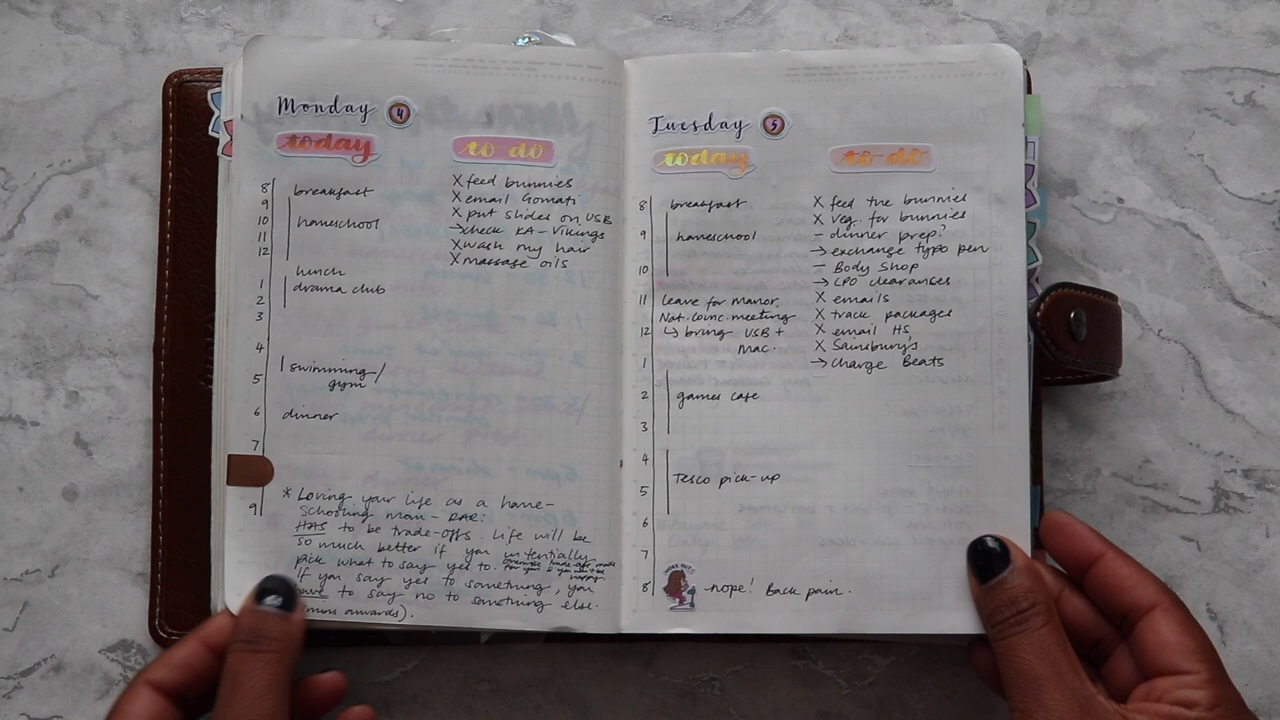 Monday 4
today
to do
8 breakfast
9
10 homeschool
11
12
lunch
1 drama club
2
3
4
swimming/
5 gym
6 dinner
7
9
X feed bunnies
X email Gomati
X put slides on USB
→check KA - Vikings
X wash my hair
X massage oils
* Loving your life as a home-
schooling mom - RAR:
HAS to be trade-offs. Life will be
so much better if you intentially
pick what to say yes to.
If you say yes to something, you
have to say no to something else.
mins onwards).
Tuesday 5
today
to do
8 breakfast
9 homeschool
10
11 leave for manor.
Nat. counc. meeting
12 ↳ bring USB +
mac.
1
2 games cafe
3
4
Tesco pick-up
5
6
7
8 nope! Back pain.
X feed the bunnies
X veg. for bunnies
- dinner prep?
→ exchange typo pen
- Body Shop
→ CPO clearances
X emails
X track packages
X email HS
X Sainsbury's
→ charge Beats